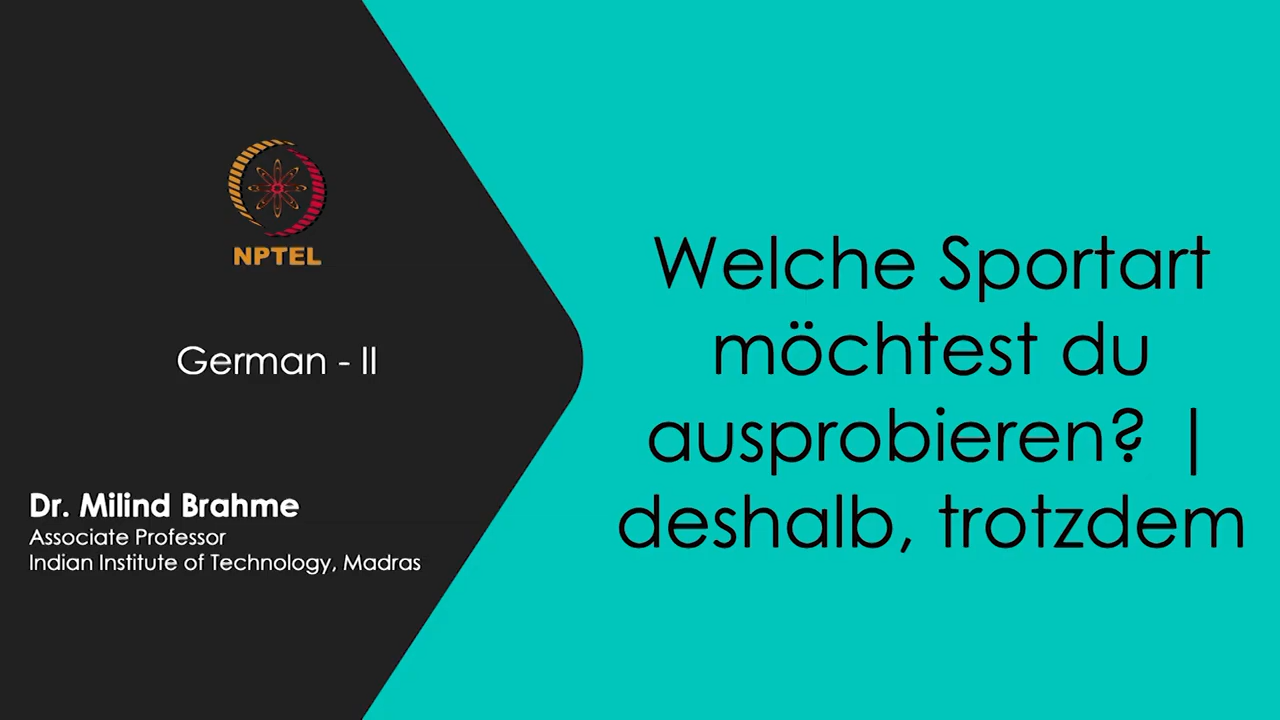 NPTEL
German - II
Dr. Milind Brahme
Associate Professor
Indian Institute of Technology, Madras
Welche Sportart
möchtest du
ausprobieren? |
deshalb, trotzdem